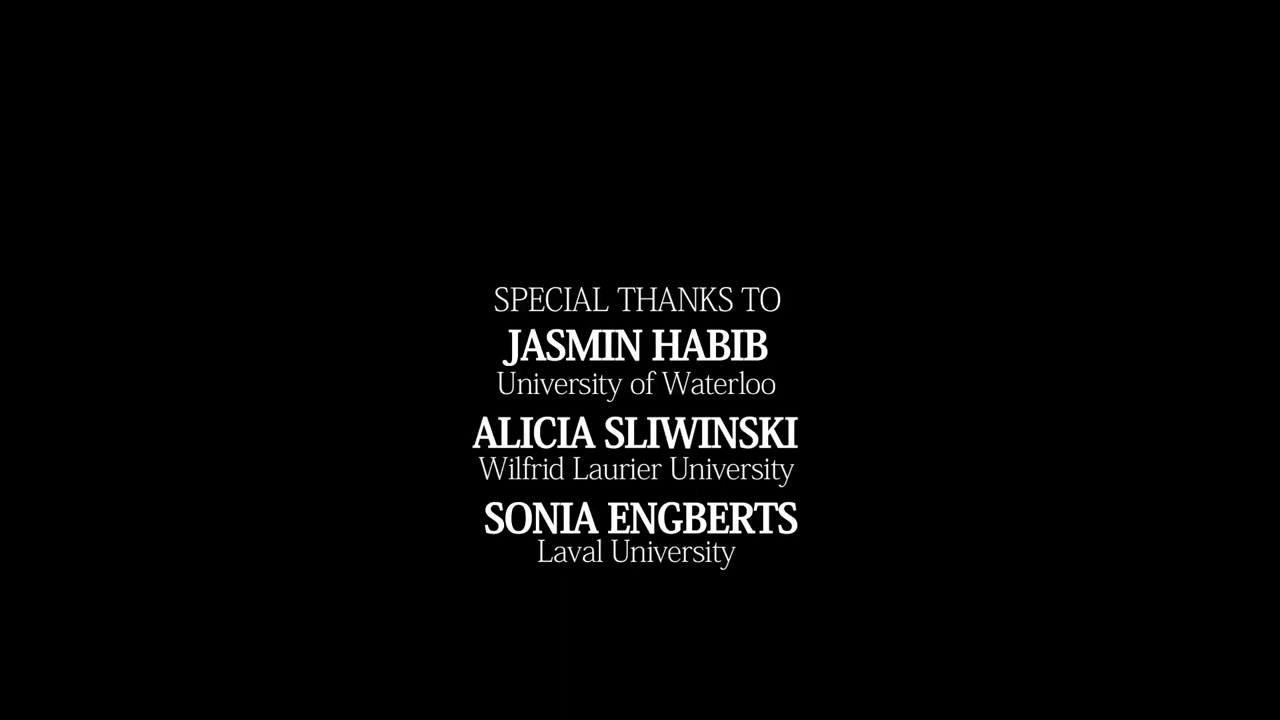 SPECIAL THANKS TO
JASMIN HABIB
University of Waterloo
ALICIA SLIWINSKI
Wilfrid Laurier University
SONIA ENGBERTS
Laval University